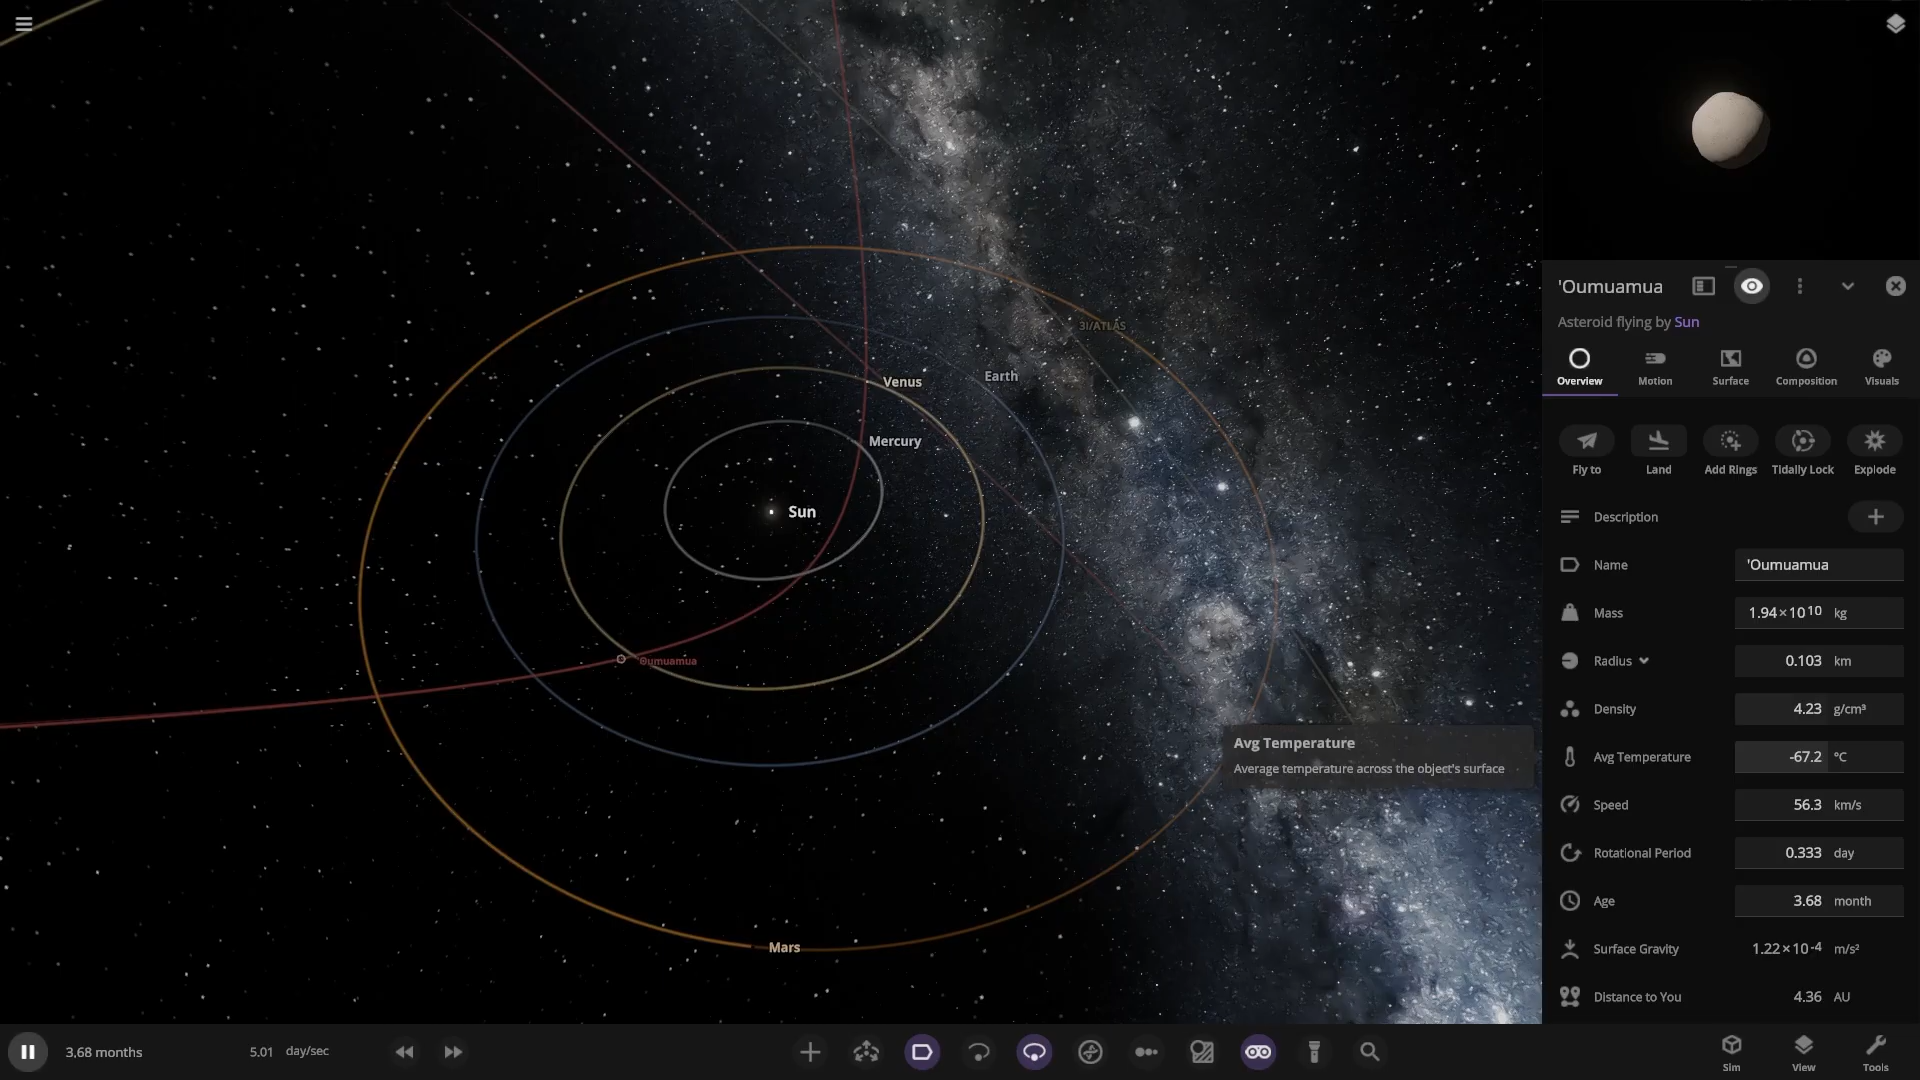 3I/ATLAS
Venus
Earth
Mercury
Sun
Oumuamua
Mars
Avg Temperature
Average temperature across the object's surface
'Oumuamua
Asteroid flying by Sun
Overview Motion Surface Composition Visuals
Fly to Land Add Rings Tidally Lock Explode
Description
Name 'Oumuamua
Mass 1.94×10¹⁰ kg
Radius 0.103 km
Density 4.23 g/cm³
Avg Temperature -67.2 °C
Speed 56.3 km/s
Rotational Period 0.333 day
Age 3.68 month
Surface Gravity 1.22×10⁻⁴ m/s²
Distance to You 4.36 AU
3.68 months 5.01 day/sec
Sim View Tools